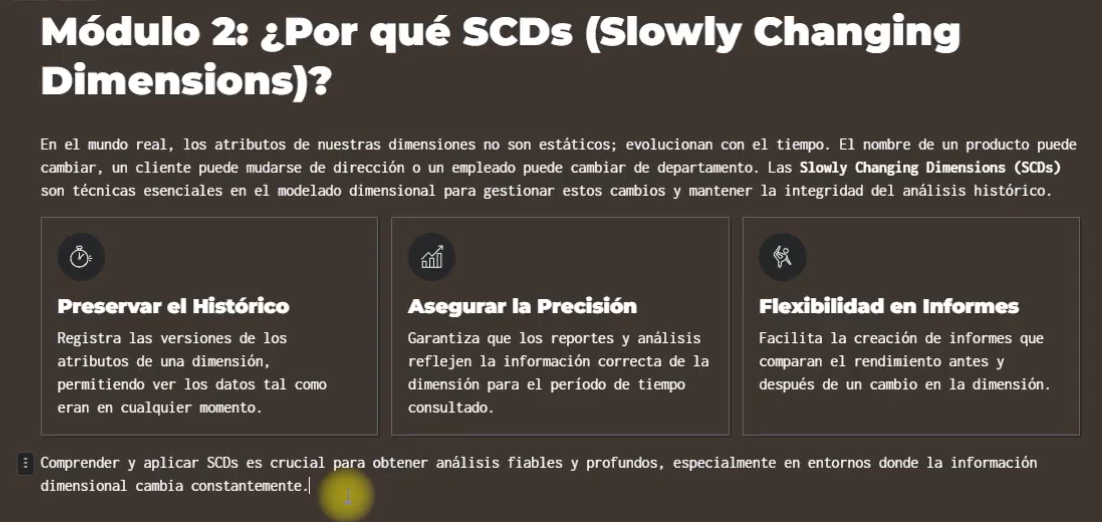 Módulo 2: ¿Por qué SCDs (Slowly Changing
Dimensions)?
En el mundo real, los atributos de nuestras dimensiones no son estáticos; evolucionan con el tiempo. El nombre de un producto puede
cambiar, un cliente puede mudarse de dirección o un empleado puede cambiar de departamento. Las Slowly Changing Dimensions (SCDs)
son técnicas esenciales en el modelado dimensional para gestionar estos cambios y mantener la integridad del análisis histórico.
Preservar el Histórico
Registra las versiones de los
atributos de una dimensión,
permitiendo ver los datos tal como
eran en cualquier momento.
Asegurar la Precisión
Garantiza que los reportes y análisis
reflejen la información correcta de la
dimensión para el período de tiempo
consultado.
Flexibilidad en Informes
Facilita la creación de informes que
comparan el rendimiento antes y
después de un cambio en la dimensión.
Comprender y aplicar SCDs es crucial para obtener análisis fiables y profundos, especialmente en entornos donde la información
dimensional cambia constantemente.